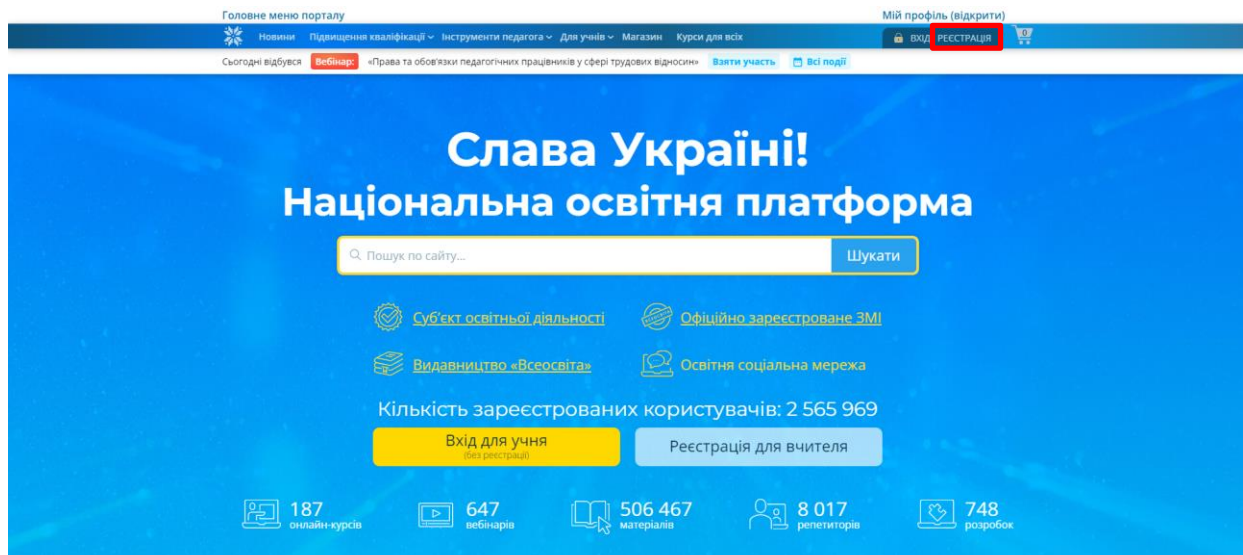 Головне меню порталу
Мій профіль (відкрити)
Новини Підвищення кваліфікації Інструменти педагога Для учнів Магазин Курси для всіх
ВХІД РЕЄСТРАЦІЯ 0
Сьогодні відбувся Вебінар: «Права та обов'язки педагогічних працівників у сфері трудових відносин» Взяти участь Всі події
Слава Україні!
Національна освітня платформа
Пошук по сайту... Шукати
Суб'єкт освітньої діяльності
Офіційно зареєстроване ЗМІ
Видавництво «Всеосвіта»
Освітня соціальна мережа
Кількість зареєстрованих користувачів: 2 565 969
Вхід для учня
(без реєстрації)
Реєстрація для вчителя
187
онлайн-курсів
647
вебінарів
506 467
матеріалів
8 017
репетиторів
748
розробок